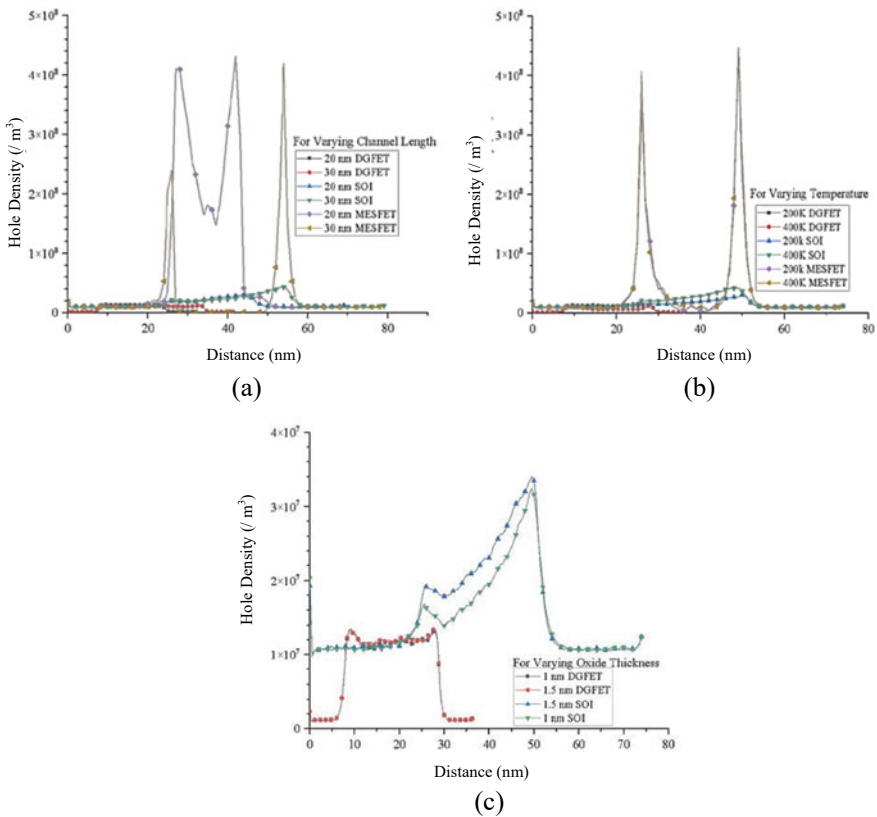 5×10⁸
4×10⁸
3×10⁸
2×10⁸
1×10⁸
0
Hole Density (/ m³)
For Varying Channel Length
20 nm DGFET
30 nm DGFET
20 nm SOI
30 nm SOI
20 nm MESFET
30 nm MESFET
0 20 40 60 80
Distance (nm)
(a)
5×10⁸
4×10⁸
3×10⁸
2×10⁸
1×10⁸
0
Hole Density (/ m³)
For Varying Temperature
200K DGFET
400K DGFET
200k SOI
400K SOI
200k MESFET
400K MESFET
0 10 20 30 40 50 60 70 80
Distance (nm)
(b)
4×10⁷
3×10⁷
2×10⁷
1×10⁷
0
Hole Density (/ m³)
For Varying Oxide Thickness
1 nm DGFET
1.5 nm DGFET
1.5 nm SOI
1 nm SOI
0 10 20 30 40 50 60 70 80
Distance (nm)
(c)